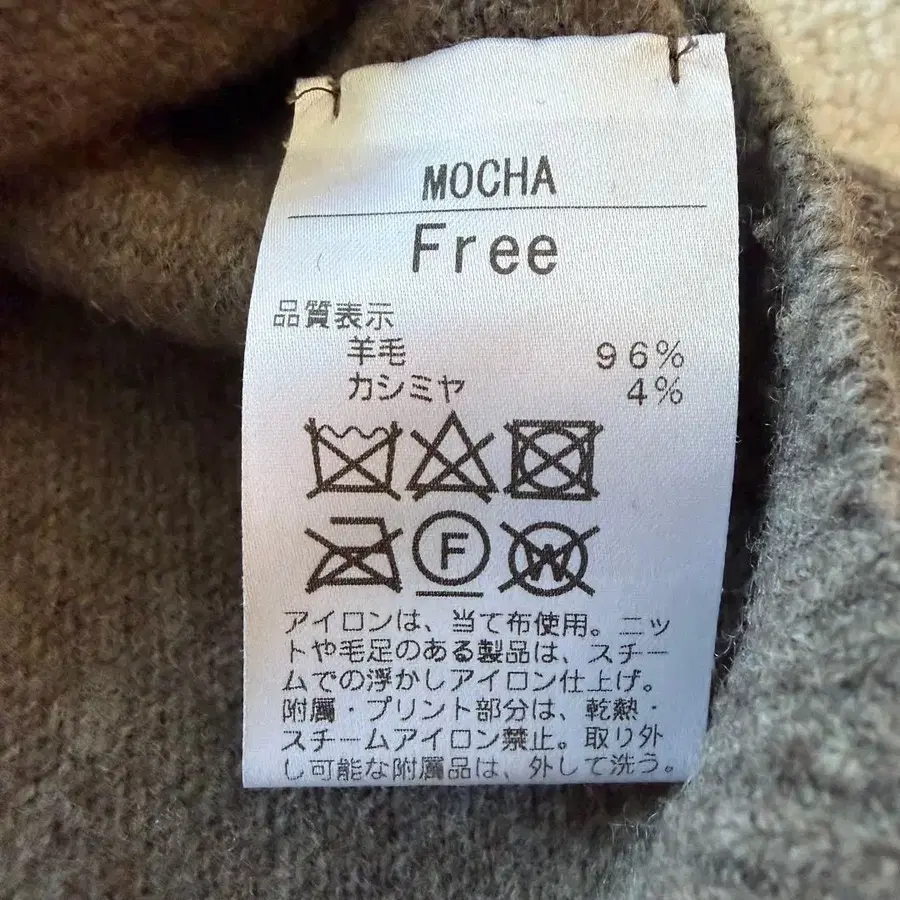 MOCHA
Free
品質表示
羊毛 96%
カシミヤ 4%
F
W
アイロンは、当て布使用。ニッ
トや毛足のある製品は、スチー
ムでの浮かしアイロン仕上げ。
附属・プリント部分は、乾熱・
スチームアイロン禁止。取り外
し可能な附属品は、外して洗う。